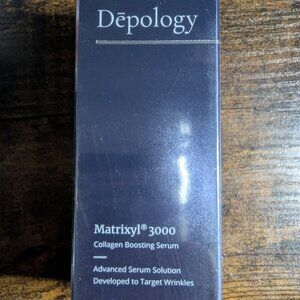 Dēpology
Matrixyl® 3000
Collagen Boosting Serum
Advanced Serum Solution
Developed to Target Wrinkles